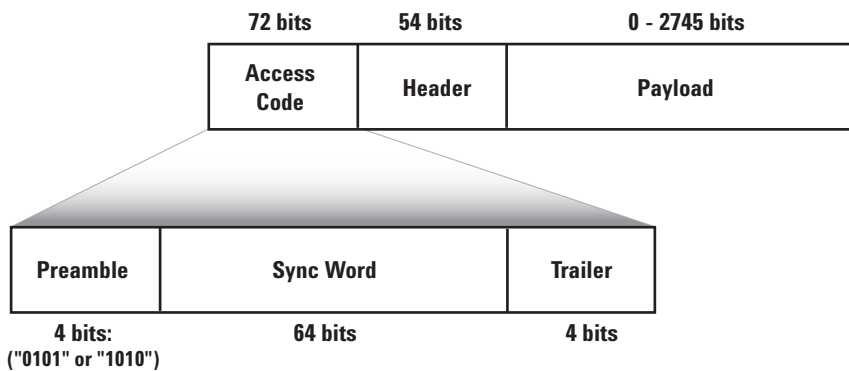 72 bits
54 bits
0 - 2745 bits
Access
Code
Header
Payload
Preamble
Sync Word
Trailer
4 bits:
("0101" or "1010")
64 bits
4 bits